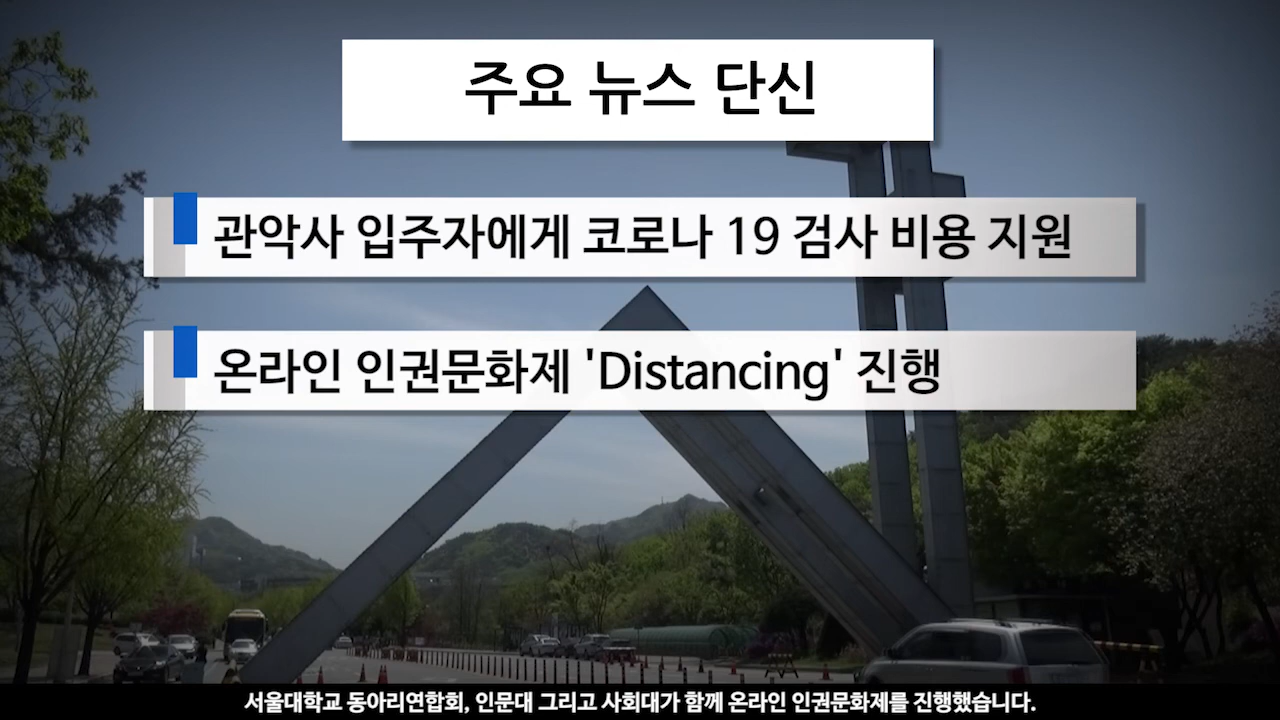 주요 뉴스 단신
관악사 입주자에게 코로나 19 검사 비용 지원
온라인 인권문화제 'Distancing' 진행
서울대학교 동아리연합회, 인문대 그리고 사회대가 함께 온라인 인권문화제를 진행했습니다.